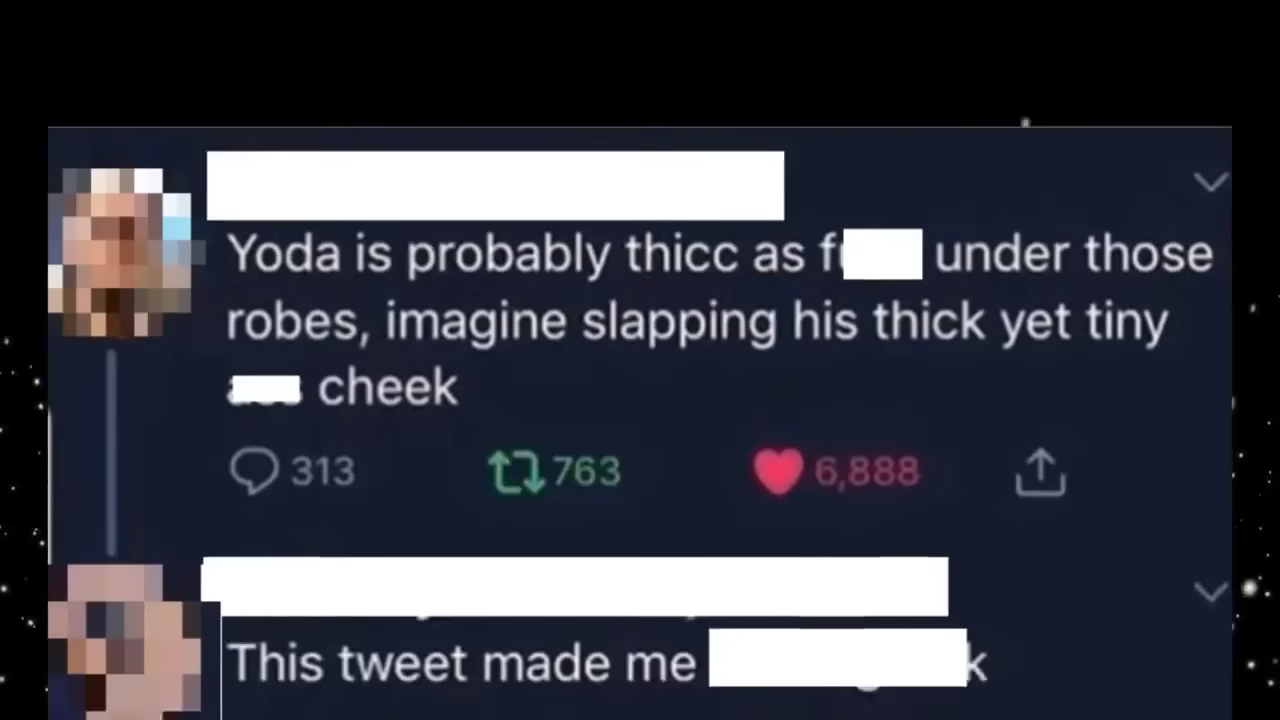 Yoda is probably thicc as f under those
robes, imagine slapping his thick yet tiny
cheek
313 763 6,888
This tweet made me